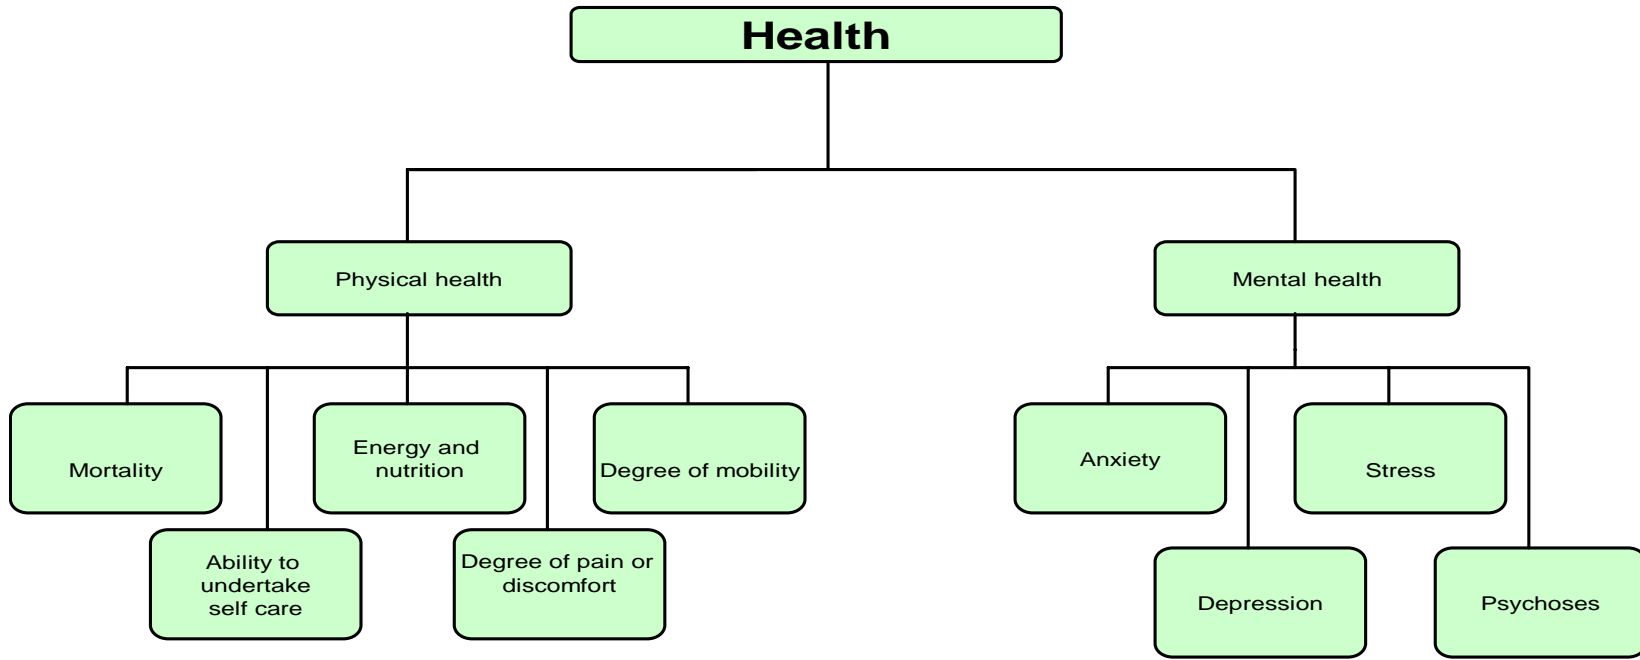 Health
Physical health
Mental health
Mortality
Energy and
nutrition
Degree of mobility
Ability to
undertake
self care
Degree of pain or
discomfort
Anxiety
Stress
Depression
Psychoses